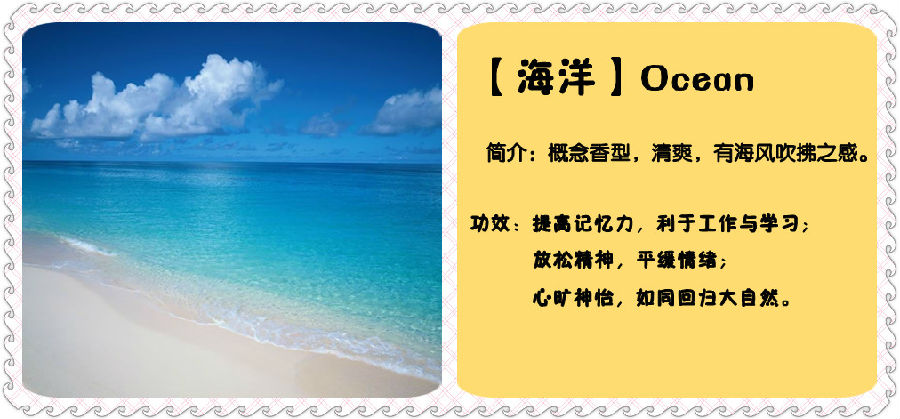 【海洋】Ocean
简介：概念香型，清爽，有海风吹拂之感。
功效：提高记忆力，利于工作与学习；
放松精神，平缓情绪；
心旷神怡，如同回归大自然。